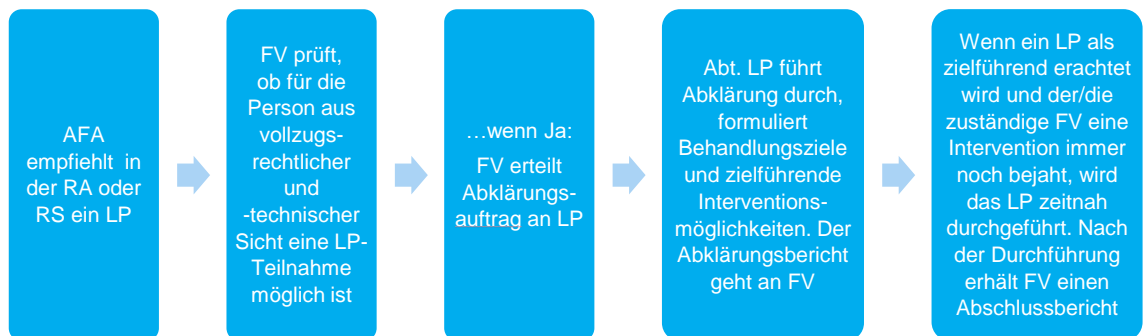 AFA
empfiehlt in
der RA oder
RS ein LP
FV prüft,
ob für die
Person aus
vollzugs-
rechtlicher
und
-technischer
Sicht eine LP-
Teilnahme
möglich ist
…wenn Ja:
FV erteilt
Abklärungs-
auftrag an LP
Abt. LP führt
Abklärung durch,
formuliert
Behandlungsziele
und zielführende
Interventions-
möglichkeiten. Der
Abklärungsbericht
geht an FV
Wenn ein LP als
zielführend erachtet
wird und der/die
zuständige FV eine
Intervention immer
noch bejaht, wird
das LP zeitnah
durchgeführt. Nach
der Durchführung
erhält FV einen
Abschlussbericht